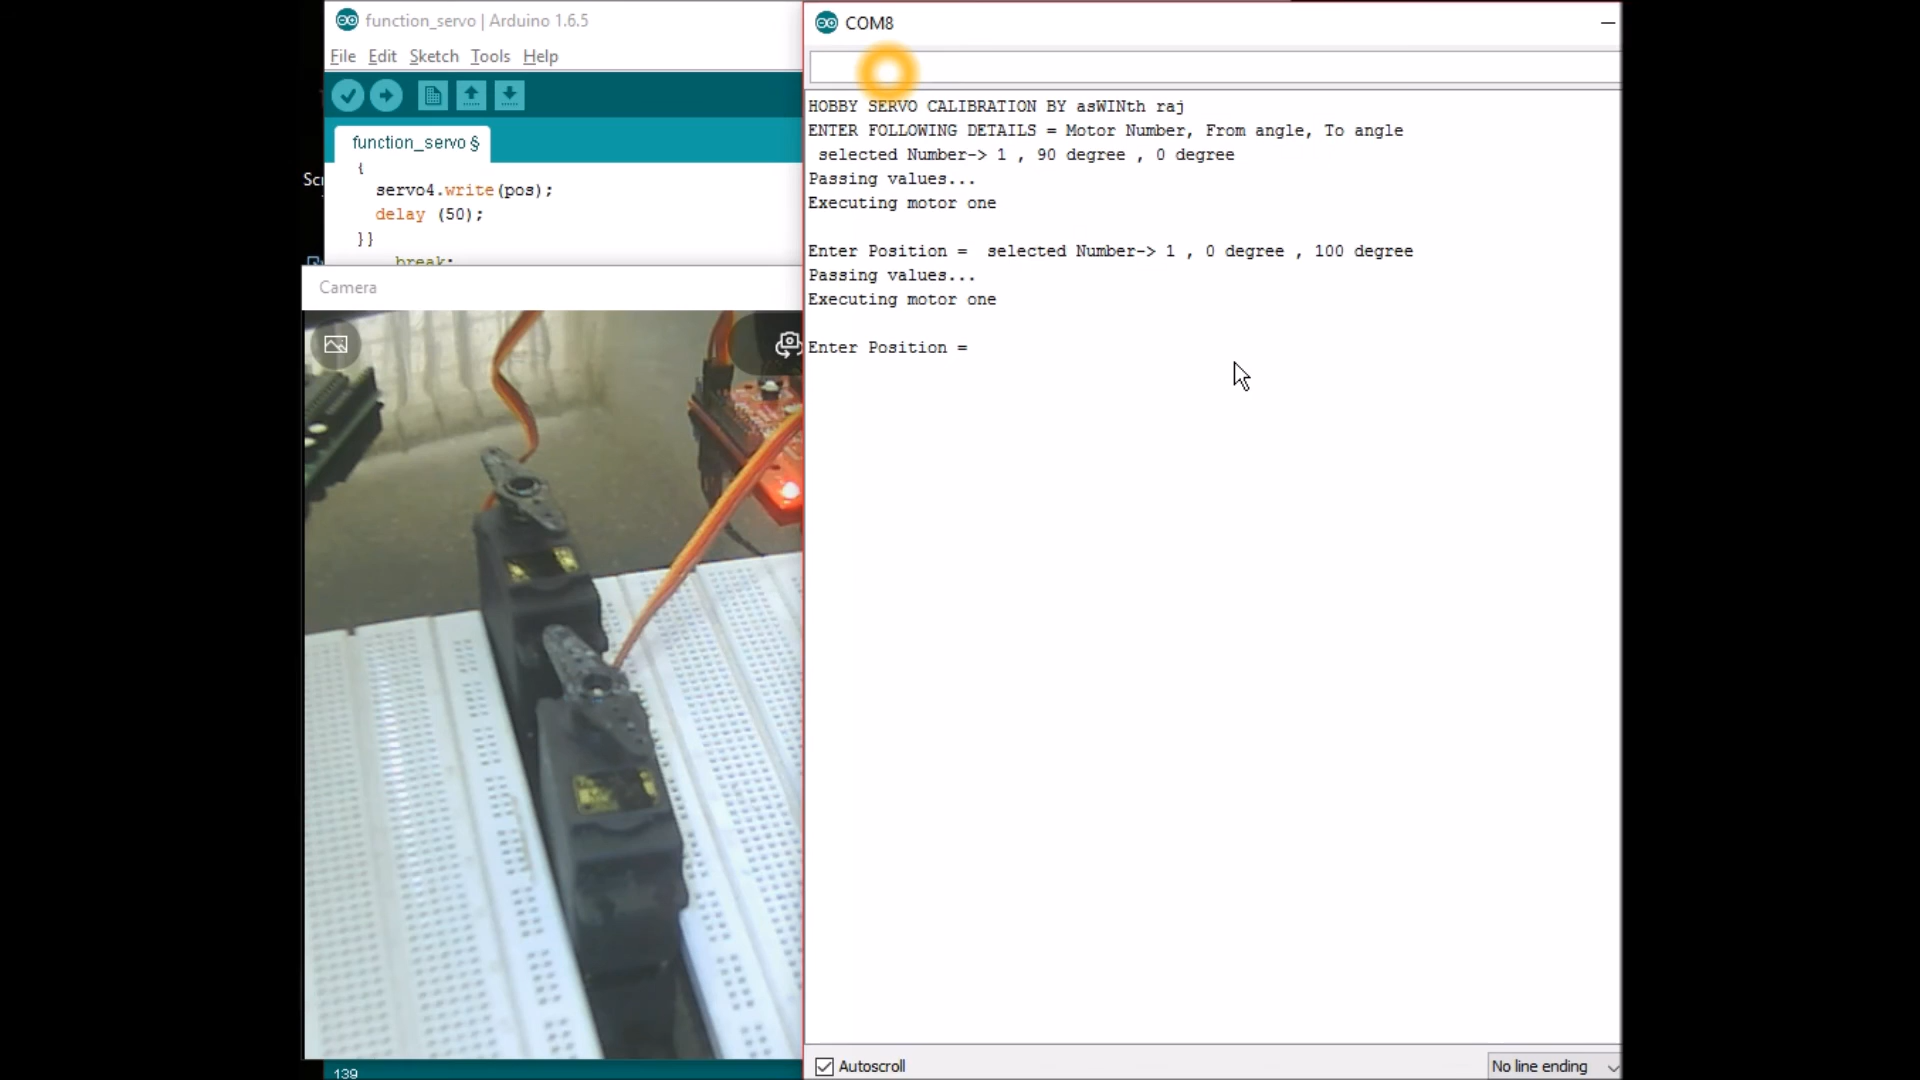 function_servo | Arduino 1.6.5
File Edit Sketch Tools Help
function_servo §
{
servo4.write(pos);
delay (50);
}}
break;
Camera
139
COM8
HOBBY SERVO CALIBRATION BY asWINth raj
ENTER FOLLOWING DETAILS = Motor Number, From angle, To angle
selected Number-> 1 , 90 degree , 0 degree
Passing values...
Executing motor one
Enter Position =  selected Number-> 1 , 0 degree , 100 degree
Passing values...
Executing motor one
Enter Position =
Autoscroll
No line ending